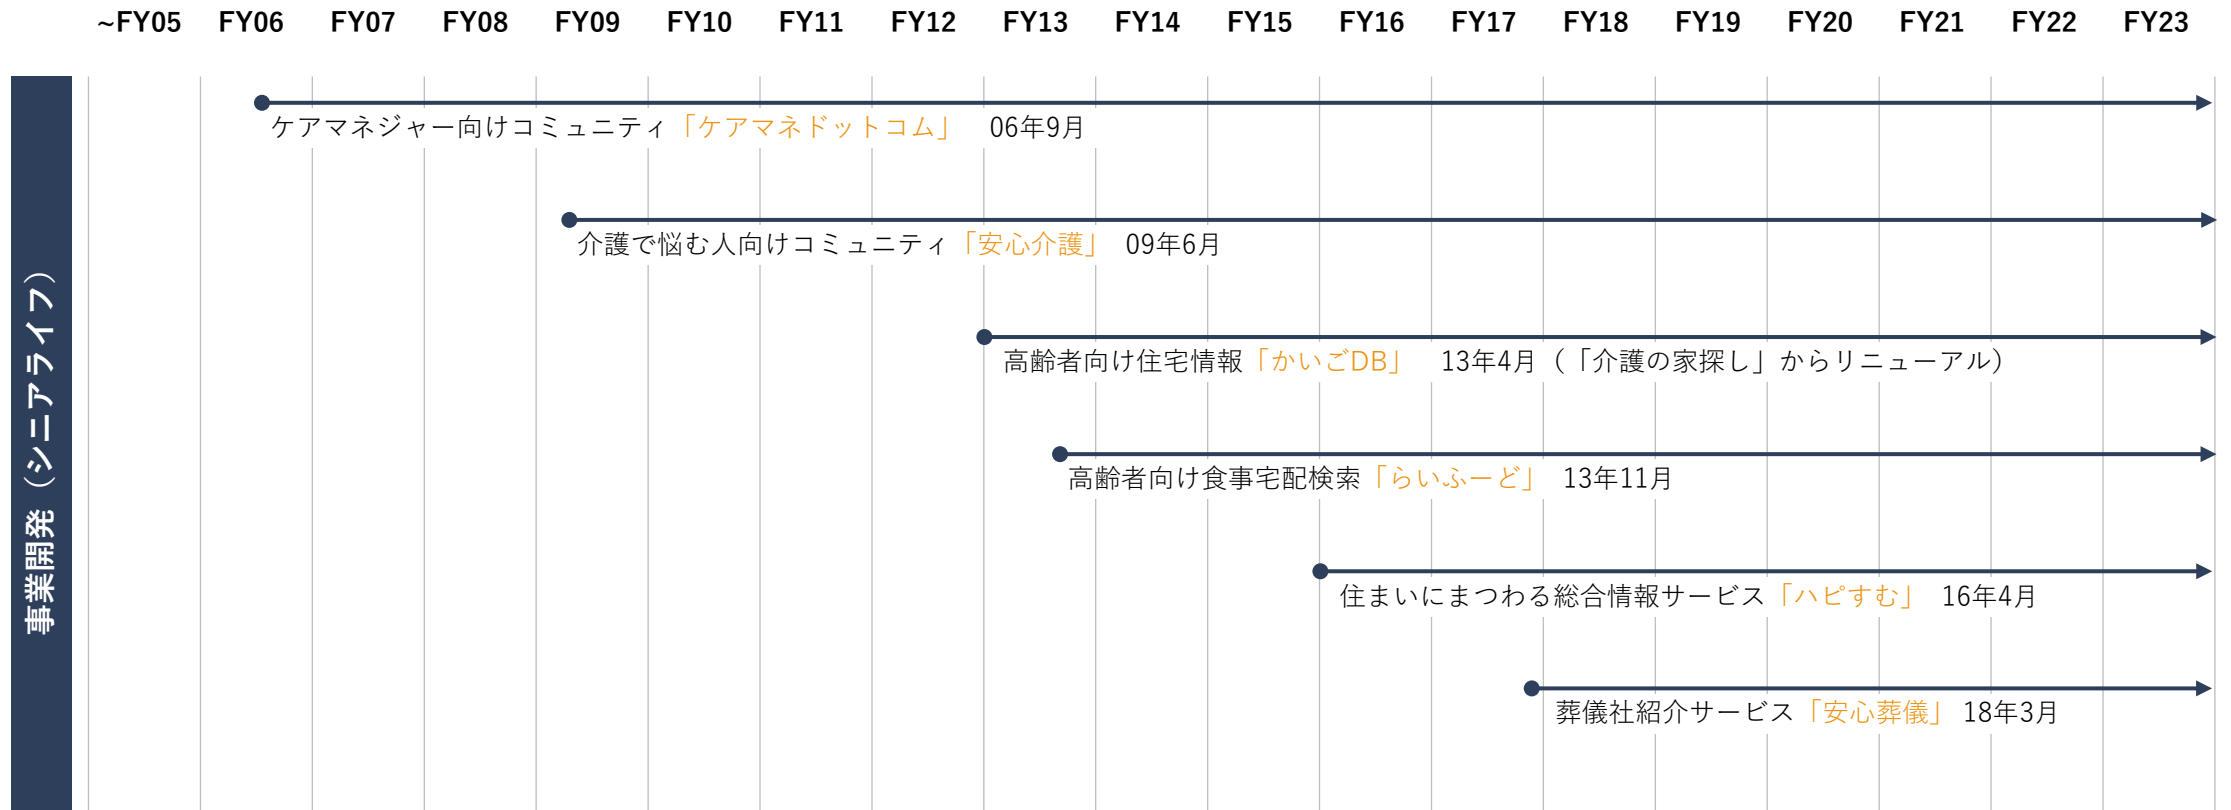 ~FY05 FY06 FY07 FY08 FY09 FY10 FY11 FY12 FY13 FY14 FY15 FY16 FY17 FY18 FY19 FY20 FY21 FY22 FY23
事業開発（シニアライフ）
ケアマネジャー向けコミュニティ「ケアマネドットコム」 06年9月
介護で悩む人向けコミュニティ「安心介護」 09年6月
高齢者向け住宅情報「かいごDB」 13年4月（「介護の家探し」からリニューアル）
高齢者向け食事宅配検索「らいふーど」 13年11月
住まいにまつわる総合情報サービス「ハピすむ」 16年4月
葬儀社紹介サービス「安心葬儀」 18年3月